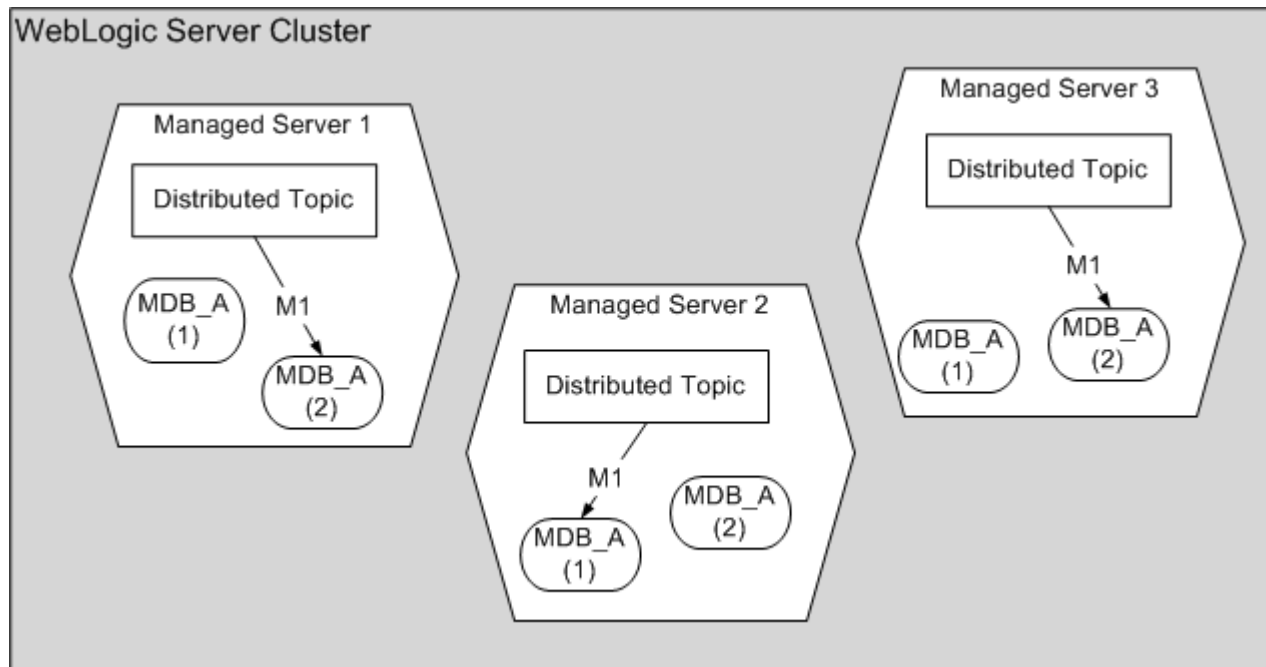 WebLogic Server Cluster
Managed Server 1
Distributed Topic
M1
MDB_A
(1)
MDB_A
(2)
Managed Server 2
Distributed Topic
M1
MDB_A
(1)
MDB_A
(2)
Managed Server 3
Distributed Topic
M1
MDB_A
(1)
MDB_A
(2)